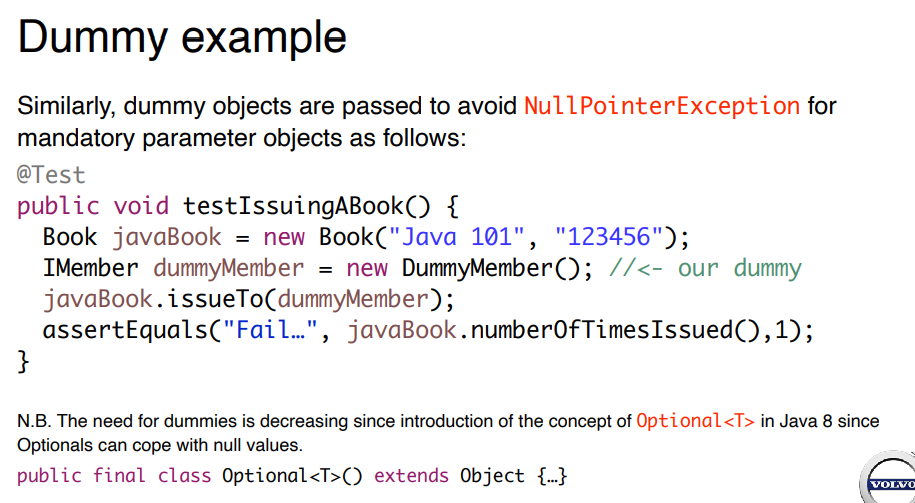 Dummy example
Similarly, dummy objects are passed to avoid NullPointerException for
mandatory parameter objects as follows:
@Test
public void testIssuingABook() {
  Book javaBook = new Book("Java 101", "123456");
  IMember dummyMember = new DummyMember(); //<- our dummy
  javaBook.issueTo(dummyMember);
  assertEquals("Fail…", javaBook.numberOfTimesIssued(),1);
}
N.B. The need for dummies is decreasing since introduction of the concept of Optional<T> in Java 8 since
Optionals can cope with null values.
public final class Optional<T>() extends Object {…}
VOLVO